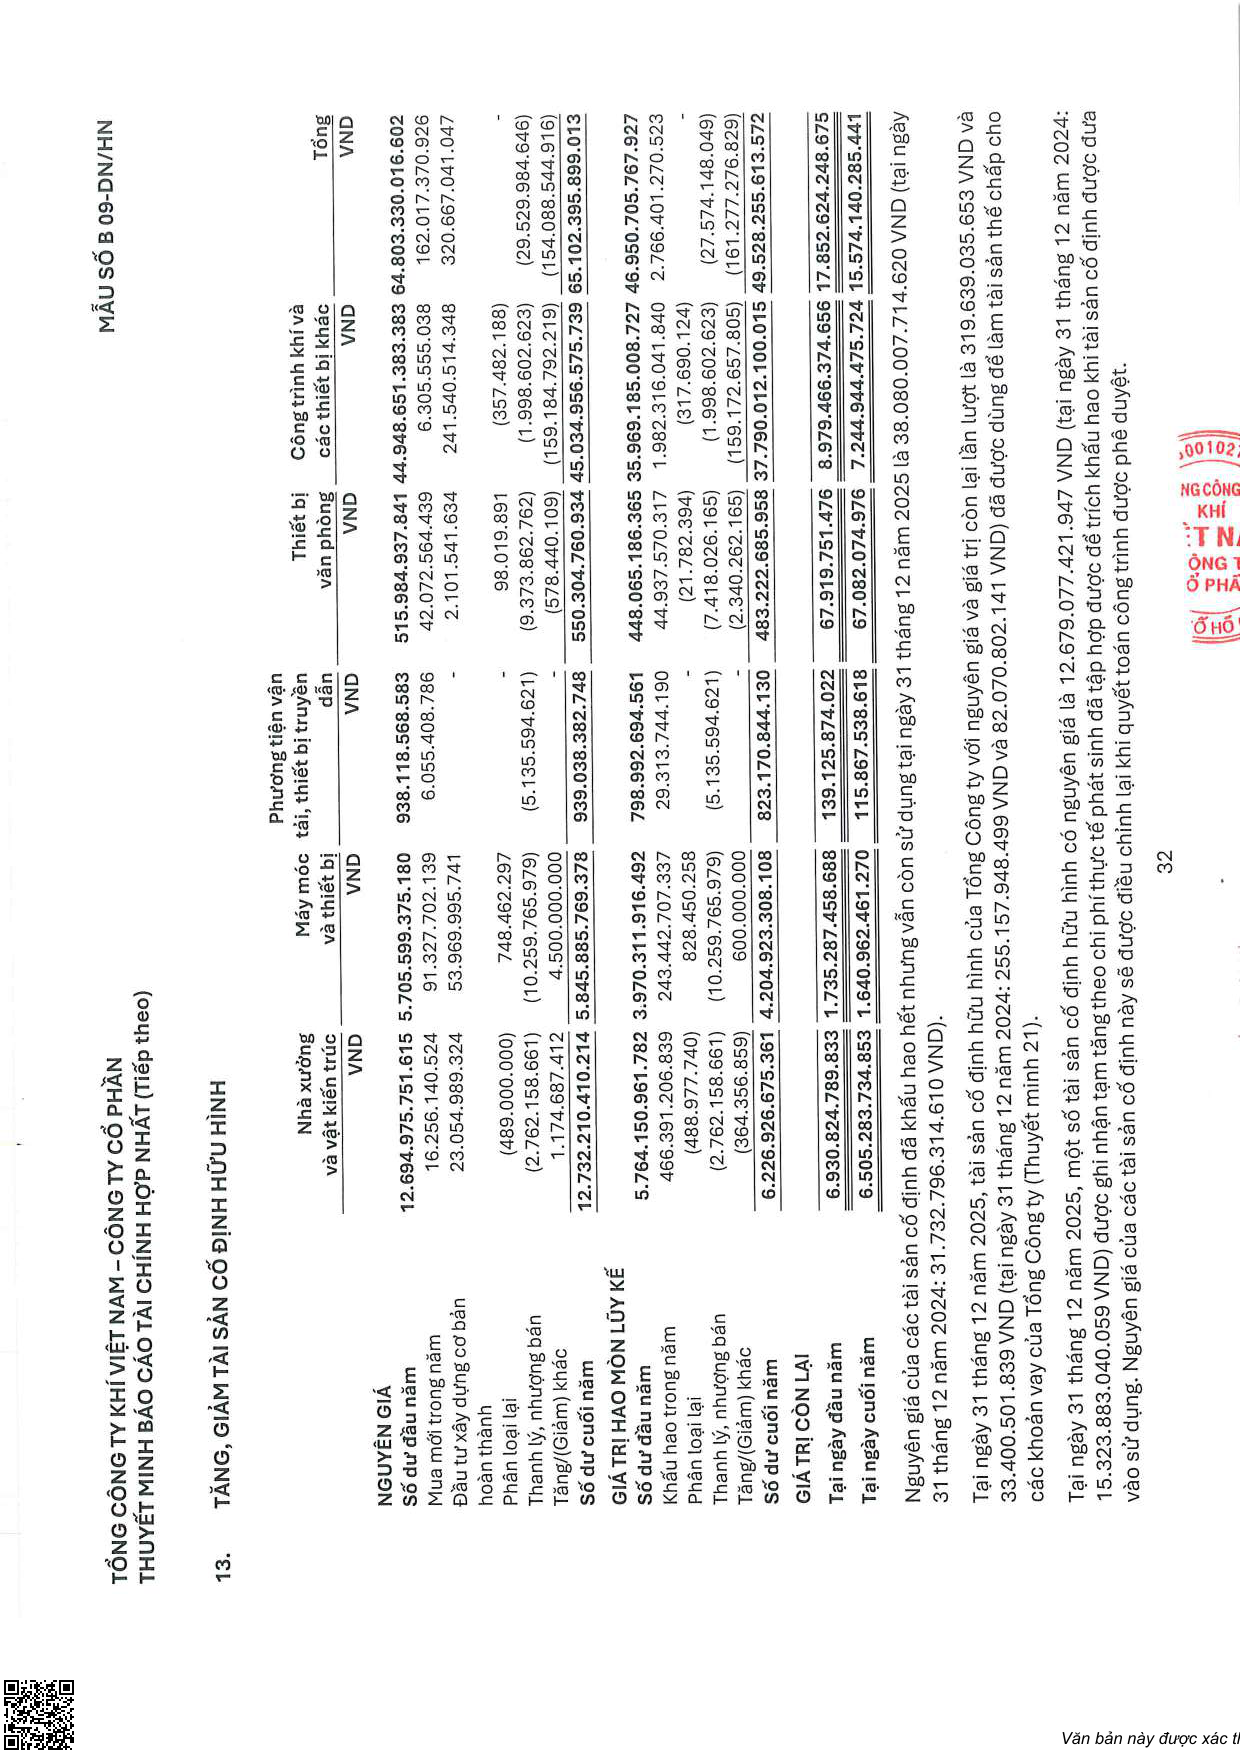 TỔNG CÔNG TY KHÍ VIỆT NAM – CÔNG TY CỔ PHẦN
THUYẾT MINH BÁO CÁO TÀI CHÍNH HỢP NHẤT (Tiếp theo)
MẪU SỐ B 09-DN/HN
13. TĂNG, GIẢM TÀI SẢN CỐ ĐỊNH HỮU HÌNH
Phương tiện vận
Nhà xưởng Máy móc tải, thiết bị truyền Thiết bị Công trình khí và
và vật kiến trúc và thiết bị dẫn văn phòng các thiết bị khác Tổng
VND VND VND VND VND VND
NGUYÊN GIÁ
Số dư đầu năm 12.694.975.751.615 5.705.599.375.180 938.118.568.583 515.984.937.841 44.948.651.383.383 64.803.330.016.602
Mua mới trong năm 16.256.140.524 91.327.702.139 6.055.408.786 42.072.564.439 6.305.555.038 162.017.370.926
Đầu tư xây dựng cơ bản 23.054.989.324 53.969.995.741 - 2.101.541.634 241.540.514.348 320.667.041.047
hoàn thành
Phân loại lại (489.000.000) 748.462.297 - 98.019.891 (357.482.188) -
Thanh lý, nhượng bán (2.762.158.661) (10.259.765.979) (5.135.594.621) (9.373.862.762) (1.998.602.623) (29.529.984.646)
Tăng/(Giảm) khác 1.174.687.412 4.500.000.000 - (578.440.109) (159.184.792.219) (154.088.544.916)
Số dư cuối năm 12.732.210.410.214 5.845.885.769.378 939.038.382.748 550.304.760.934 45.034.956.575.739 65.102.395.899.013
GIÁ TRỊ HAO MÒN LŨY KẾ
Số dư đầu năm 5.764.150.961.782 3.970.311.916.492 798.992.694.561 448.065.186.365 35.969.185.008.727 46.950.705.767.927
Khấu hao trong năm 466.391.206.839 243.442.707.337 29.313.744.190 44.937.570.317 1.982.316.041.840 2.766.401.270.523
Phân loại lại (488.977.740) 828.450.258 - (21.782.394) (317.690.124) -
Thanh lý, nhượng bán (2.762.158.661) (10.259.765.979) (5.135.594.621) (7.418.026.165) (1.998.602.623) (27.574.148.049)
Tăng/(Giảm) khác (364.356.859) 600.000.000 - (2.340.262.165) (159.172.657.805) (161.277.276.829)
Số dư cuối năm 6.226.926.675.361 4.204.923.308.108 823.170.844.130 483.222.685.958 37.790.012.100.015 49.528.255.613.572
GIÁ TRỊ CÒN LẠI
Tại ngày đầu năm 6.930.824.789.833 1.735.287.458.688 139.125.874.022 67.919.751.476 8.979.466.374.656 17.852.624.248.675
Tại ngày cuối năm 6.505.283.734.853 1.640.962.461.270 115.867.538.618 67.082.074.976 7.244.944.475.724 15.574.140.285.441
Nguyên giá của các tài sản cố định đã khấu hao hết nhưng vẫn còn sử dụng tại ngày 31 tháng 12 năm 2025 là 38.080.007.714.620 VND (tại ngày
31 tháng 12 năm 2024: 31.732.796.314.610 VND).
Tại ngày 31 tháng 12 năm 2025, tài sản cố định hữu hình của Tổng Công ty với nguyên giá và giá trị còn lại lần lượt là 319.639.035.653 VND và
33.400.501.839 VND (tại ngày 31 tháng 12 năm 2024: 255.157.948.499 VND và 82.070.802.141 VND) đã được dùng để làm tài sản thế chấp cho
các khoản vay của Tổng Công ty (Thuyết minh 21).
Tại ngày 31 tháng 12 năm 2025, một số tài sản cố định hữu hình có nguyên giá là 12.679.077.421.947 VND (tại ngày 31 tháng 12 năm 2024:
15.323.883.040.059 VND) được ghi nhận tạm tăng theo chi phí thực tế phát sinh đã tập hợp được để trích khấu hao khi tài sản cố định được đưa
vào sử dụng. Nguyên giá của các tài sản cố định này sẽ được điều chỉnh lại khi quyết toán công trình được phê duyệt.
32
NG CÔNG
KHÍ
ỆT NA
ÔNG T
Ổ PHẦ
Ố HỒ
Văn bản này được xác th